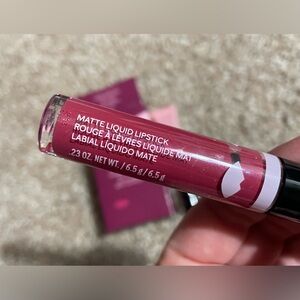 MATTE LIQUID LIPSTICK
ROUGE À LÈVRES LIQUIDE MAT
LABIAL LÍQUIDO MATE
.23 OZ. NET WT. / 6.5 g / 6.5 g